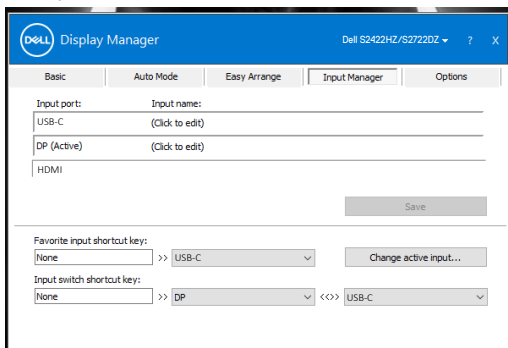 DELL Display Manager Dell S2422HZ/S2722DZ ? X
Basic Auto Mode Easy Arrange Input Manager Options
Input port: Input name:
USB-C (Click to edit)
DP (Active) (Click to edit)
HDMI
Save
Favorite input shortcut key:
None >> USB-C Change active input...
Input switch shortcut key:
None >> DP <<>> USB-C